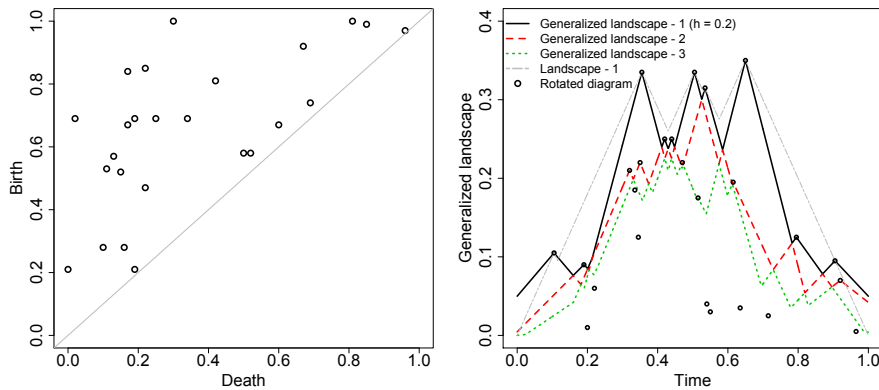 1.0
0.8
0.6
0.4
0.2
0.0
Birth
0.0 0.2 0.4 0.6 0.8 1.0
Death
0.4
0.3
0.2
0.1
0.0
Generalized landscape
Generalized landscape - 1 (h = 0.2)
Generalized landscape - 2
Generalized landscape - 3
Landscape - 1
Rotated diagram
0.0 0.2 0.4 0.6 0.8 1.0
Time